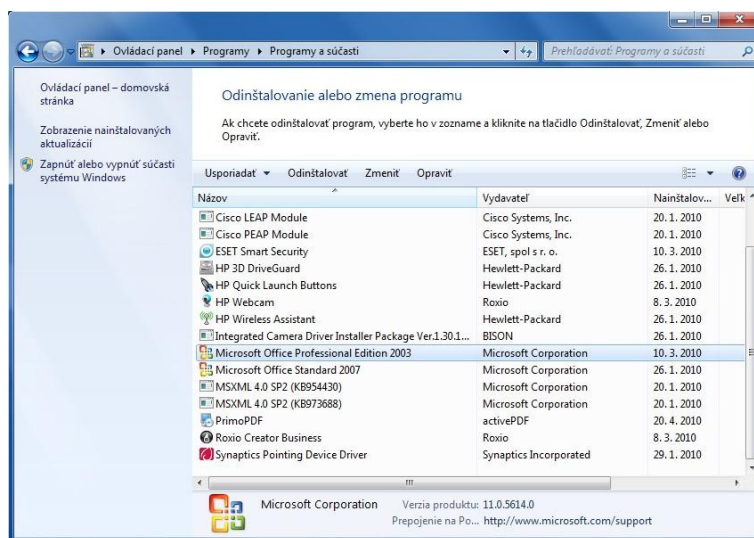 Ovládací panel ▸ Programy ▸ Programy a súčasti
Prehľadávať: Programy a súčasti
Ovládací panel – domovská
stránka
Zobrazenie nainštalovaných
aktualizácií
Zapnúť alebo vypnúť súčasti
systému Windows
Odinštalovanie alebo zmena programu
Ak chcete odinštalovať program, vyberte ho v zozname a kliknite na tlačidlo Odinštalovať, Zmeniť alebo
Opraviť.
Usporiadať Odinštalovať Zmeniť Opraviť
Názov Vydavateľ Nainštalov... Veľk
Cisco LEAP Module Cisco Systems, Inc. 20. 1. 2010
Cisco PEAP Module Cisco Systems, Inc. 20. 1. 2010
ESET Smart Security ESET, spol s r. o. 10. 3. 2010
HP 3D DriveGuard Hewlett-Packard 26. 1. 2010
HP Quick Launch Buttons Hewlett-Packard 26. 1. 2010
HP Webcam Roxio 8. 3. 2010
HP Wireless Assistant Hewlett-Packard 26. 1. 2010
Integrated Camera Driver Installer Package Ver.1.30.1... BISON 26. 1. 2010
Microsoft Office Professional Edition 2003 Microsoft Corporation 10. 3. 2010
Microsoft Office Standard 2007 Microsoft Corporation 26. 1. 2010
MSXML 4.0 SP2 (KB954430) Microsoft Corporation 20. 1. 2010
MSXML 4.0 SP2 (KB973688) Microsoft Corporation 20. 1. 2010
PrimoPDF activePDF 20. 4. 2010
Roxio Creator Business Roxio 8. 3. 2010
Synaptics Pointing Device Driver Synaptics Incorporated 29. 1. 2010
Microsoft Corporation Verzia produktu: 11.0.5614.0
Prepojenie na Po... http://www.microsoft.com/support